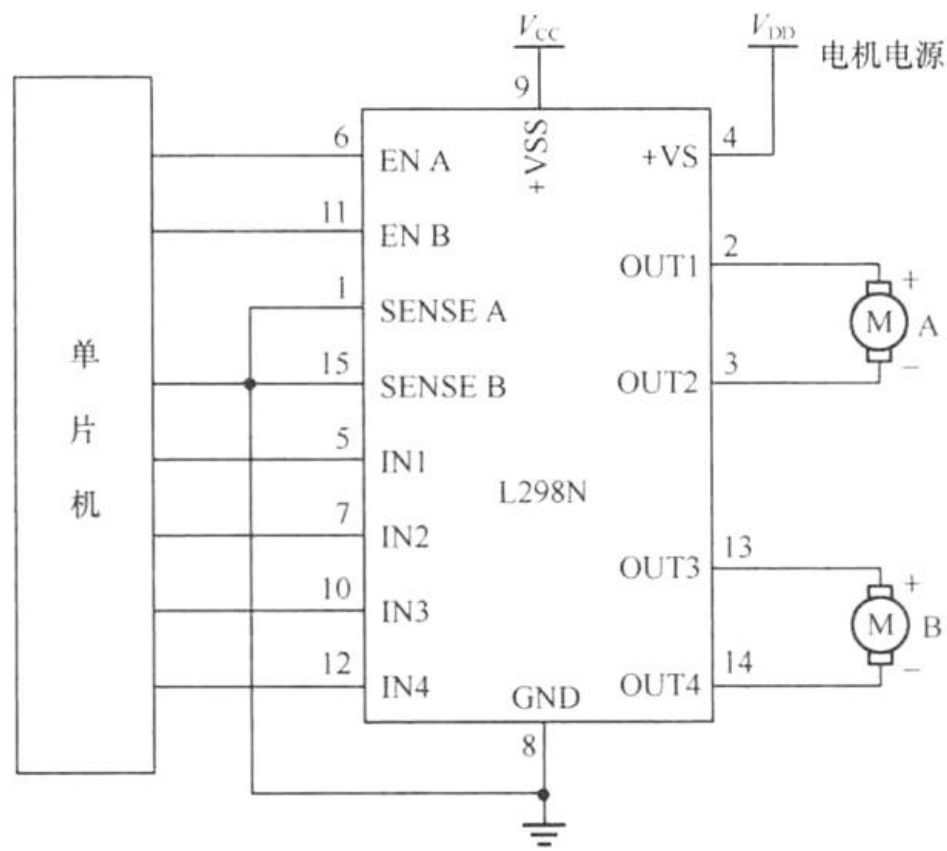 V_CC
V_DD
电机电源
9
6
EN A
+VSS
+VS
4
11
EN B
OUT1
2
1
SENSE A
+
M
A
单片机
15
SENSE B
OUT2
3
−
5
IN1
L298N
7
IN2
OUT3
13
10
IN3
+
M
B
12
IN4
GND
OUT4
14
−
8